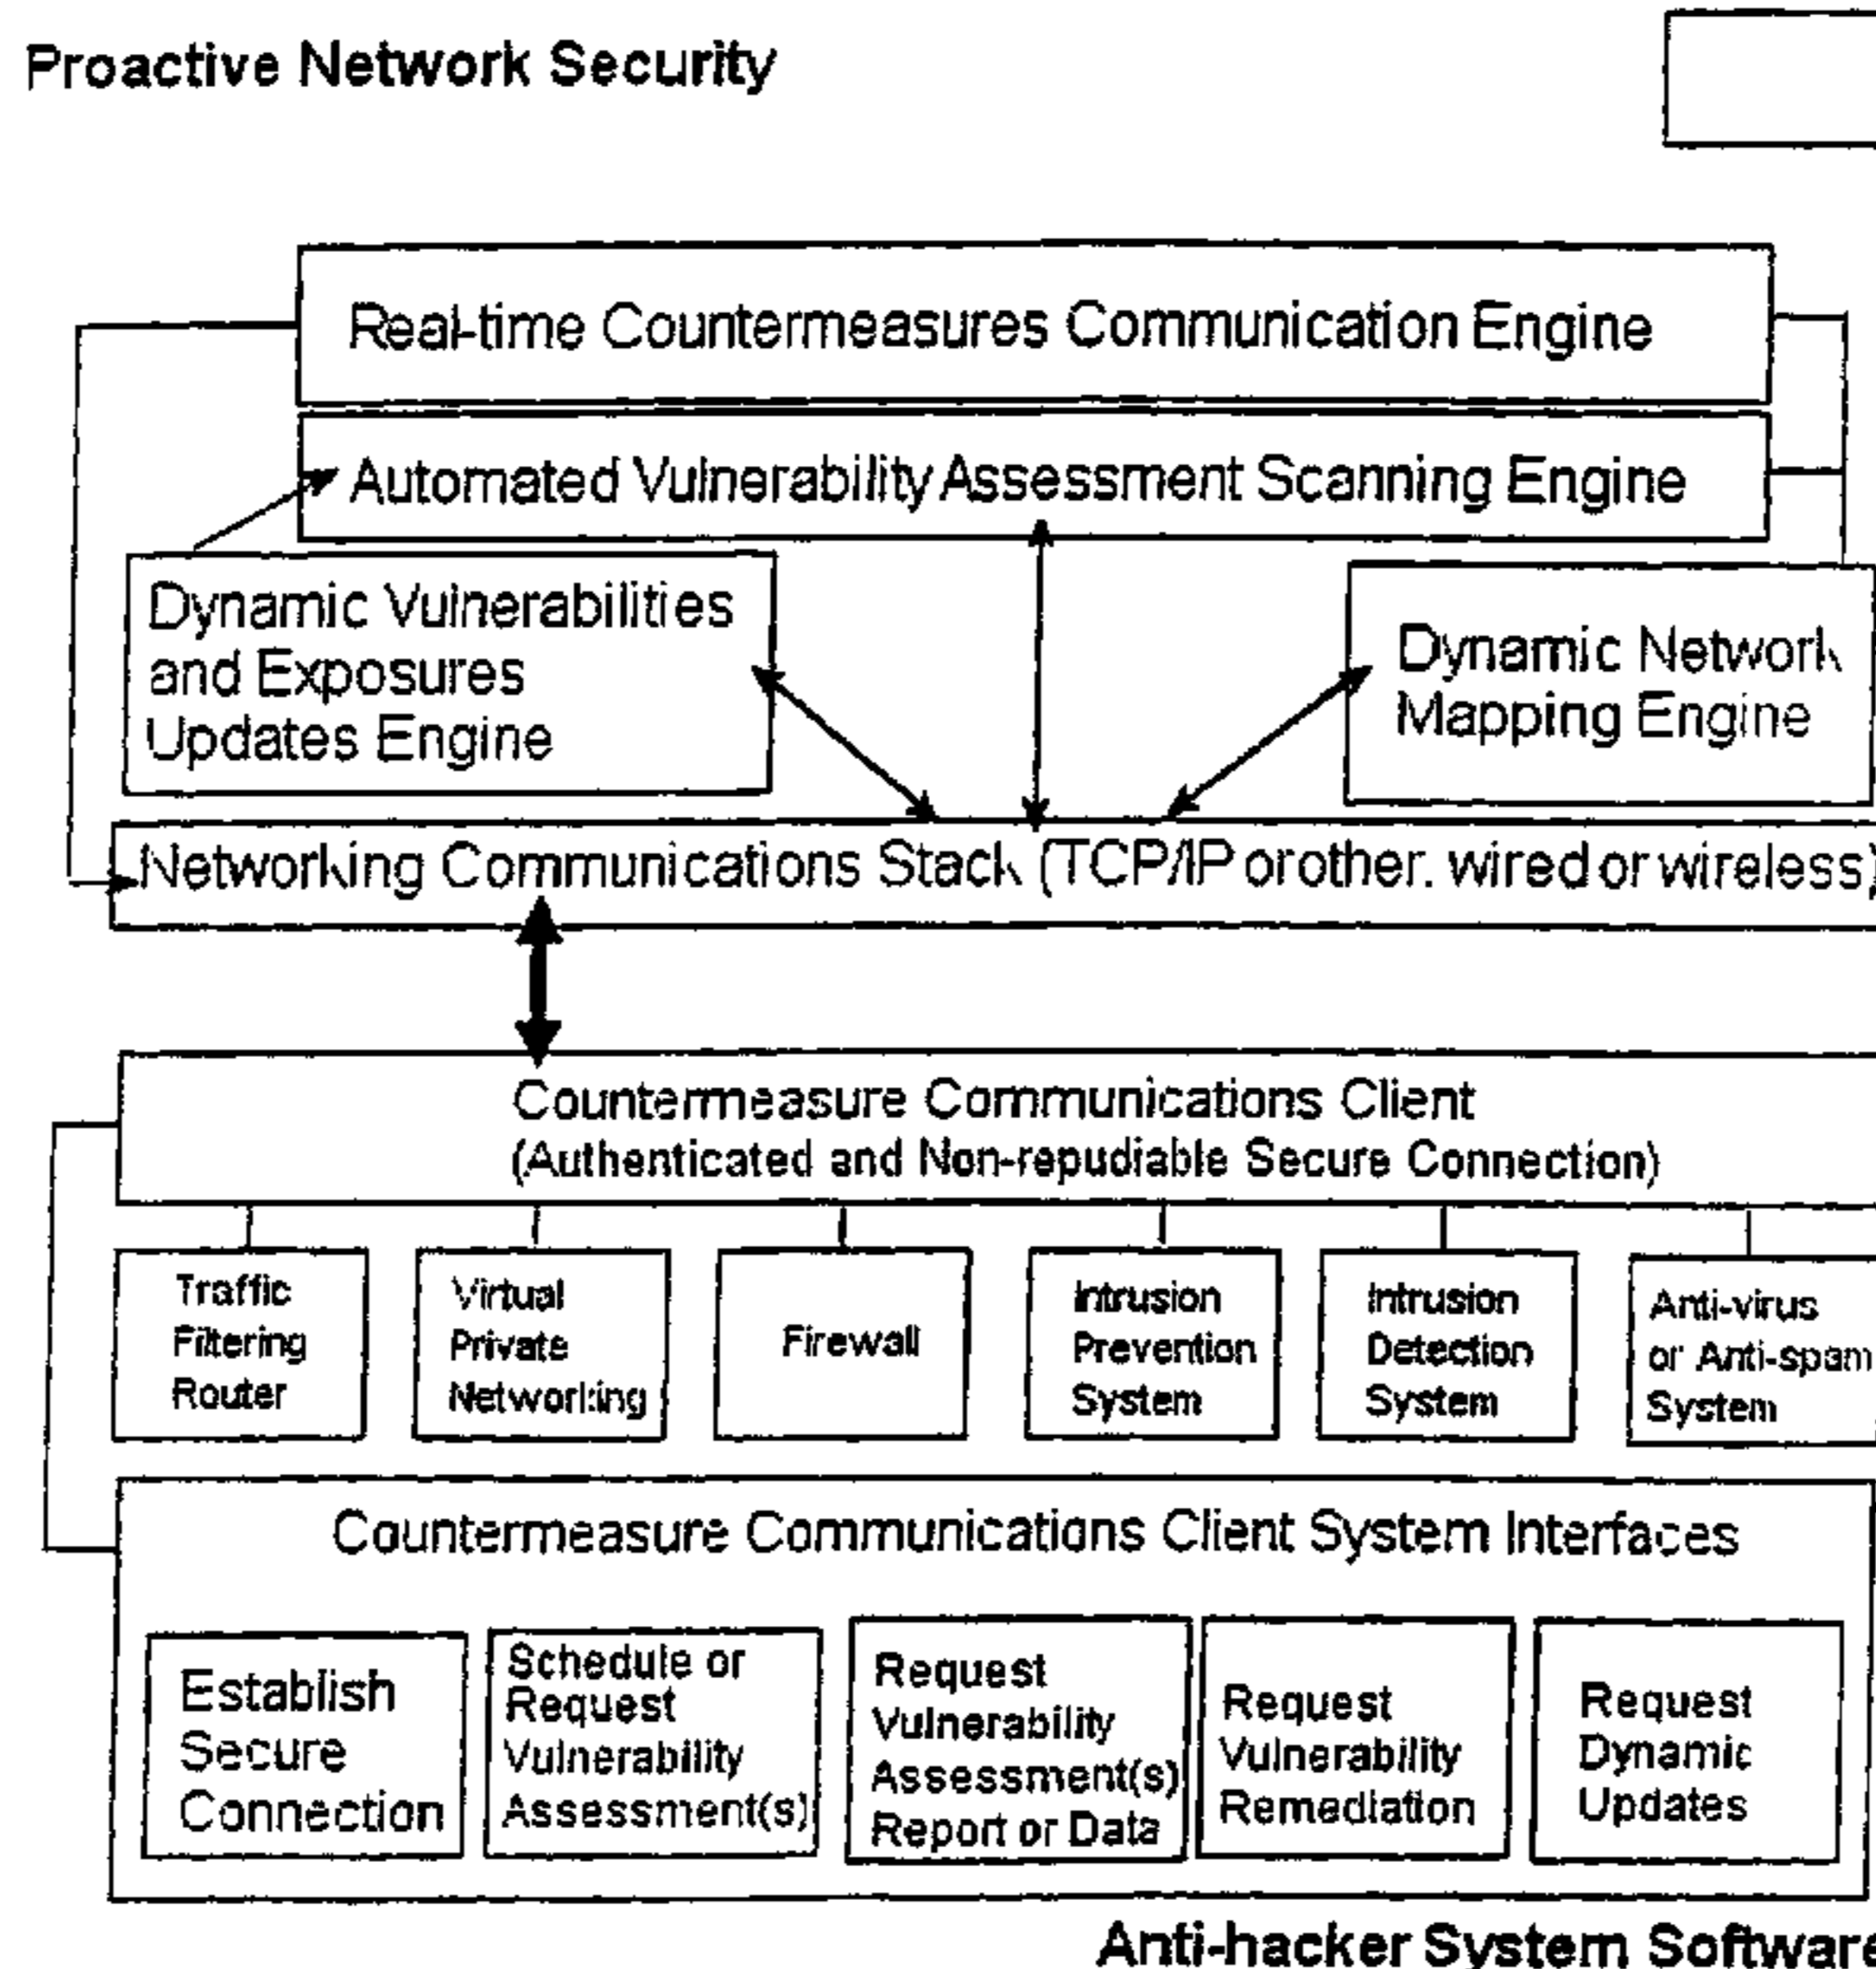 Proactive Network Security
Real-time Countermeasures Communication Engine
Automated Vulnerability Assessment Scanning Engine
Dynamic Vulnerabilities
and Exposures
Updates Engine
Dynamic Network
Mapping Engine
Networking Communications Stack (TCP/IP or other. wired or wireless)
Countermeasure Communications Client
(Authenticated and Non-repudiable Secure Connection)
Traffic
Filtering
Router
Virtual
Private
Networking
Firewall
Intrusion
Prevention
System
Intrusion
Detection
System
Anti-virus
or Anti-spam
System
Countermeasure Communications Client System Interfaces
Establish
Secure
Connection
Schedule or
Request
Vulnerability
Assessment(s)
Request
Vulnerability
Assessment(s)
Report or Data
Request
Vulnerability
Remediation
Request
Dynamic
Updates
Anti-hacker System Software